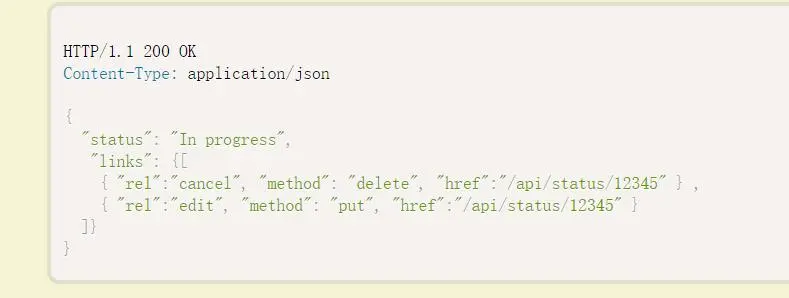 HTTP/1.1 200 OK
Content-Type: application/json
{
"status": "In progress",
"links": {[
{ "rel":"cancel", "method": "delete", "href":"/api/status/12345" } ,
{ "rel":"edit", "method": "put", "href":"/api/status/12345" }
]}
}